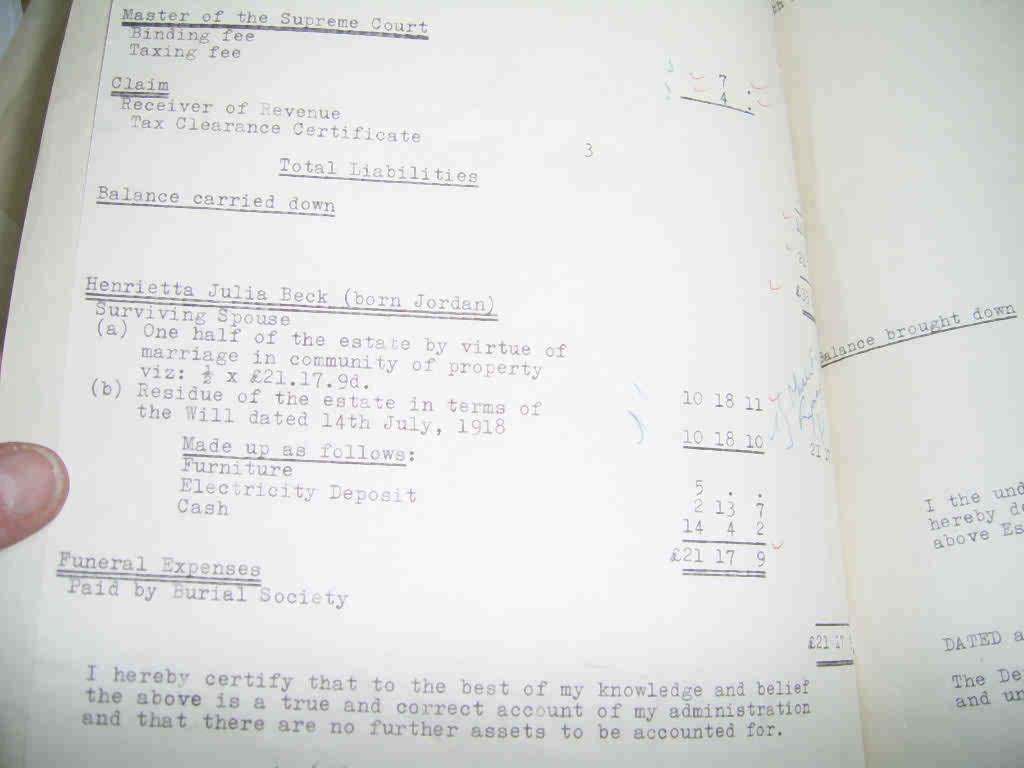 Master of the Supreme Court
Binding fee
Taxing fee
7 .
4 .
Claim
Receiver of Revenue
Tax Clearance Certificate
3
Total Liabilities
Balance carried down
Henrietta Julia Beck (born Jordan)
Surviving Spouse
(a) One half of the estate by virtue of
marriage in community of property
viz: ½ x £21.17.9d. 10 18 11
(b) Residue of the estate in terms of
the Will dated 14th July, 1918 10 18 10
Made up as follows:
Furniture 5 . .
Electricity Deposit 2 13 7
Cash 14 4 2
£21 17 9
Funeral Expenses
Paid by Burial Society
£21 17
I hereby certify that to the best of my knowledge and belief
the above is a true and correct account of my administration
and that there are no further assets to be accounted for.
Balance brought down
I the und
hereby de
above Es
DATED a
The De
and un